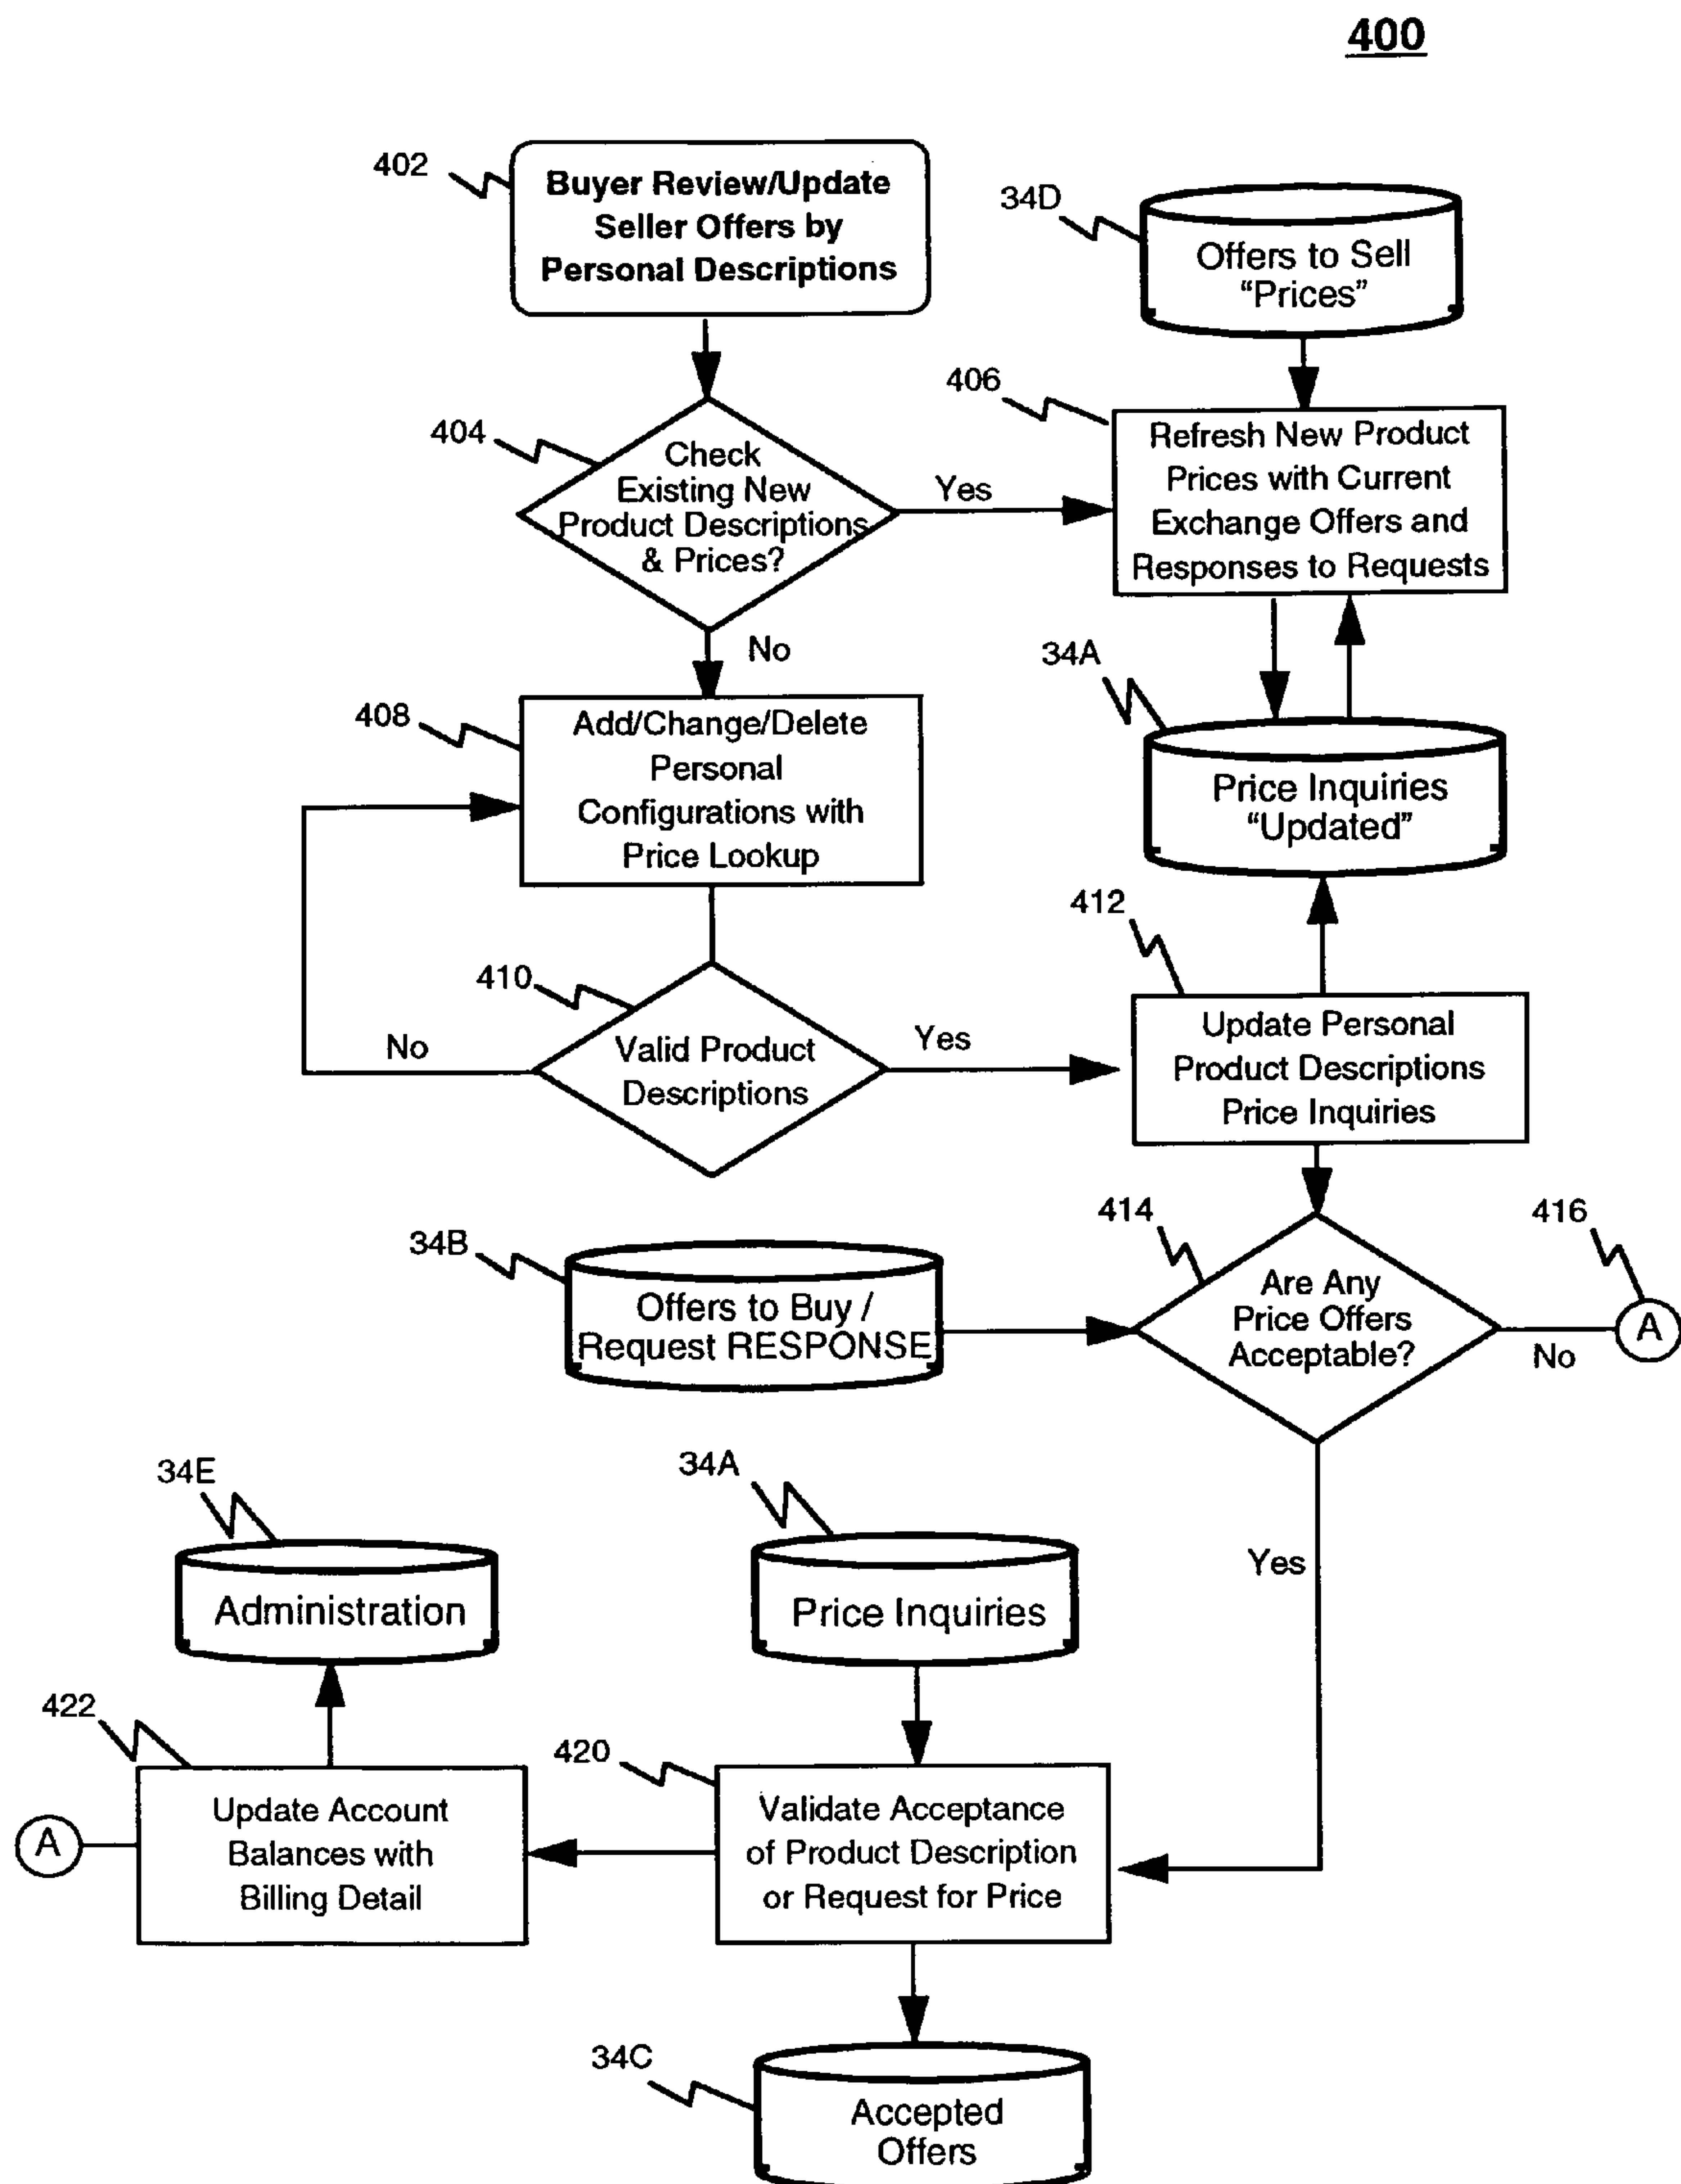 400
402
Buyer Review/Update
Seller Offers by
Personal Descriptions
34D
Offers to Sell
“Prices”
404
Check
Existing New
Product Descriptions
& Prices?
Yes
No
406
Refresh New Product
Prices with Current
Exchange Offers and
Responses to Requests
408
Add/Change/Delete
Personal
Configurations with
Price Lookup
34A
Price Inquiries
“Updated”
410
Valid Product
Descriptions
No
Yes
412
Update Personal
Product Descriptions
Price Inquiries
34B
Offers to Buy /
Request RESPONSE
414
Are Any
Price Offers
Acceptable?
No
416
A
Yes
34E
Administration
34A
Price Inquiries
422
Update Account
Balances with
Billing Detail
A
420
Validate Acceptance
of Product Description
or Request for Price
34C
Accepted
Offers